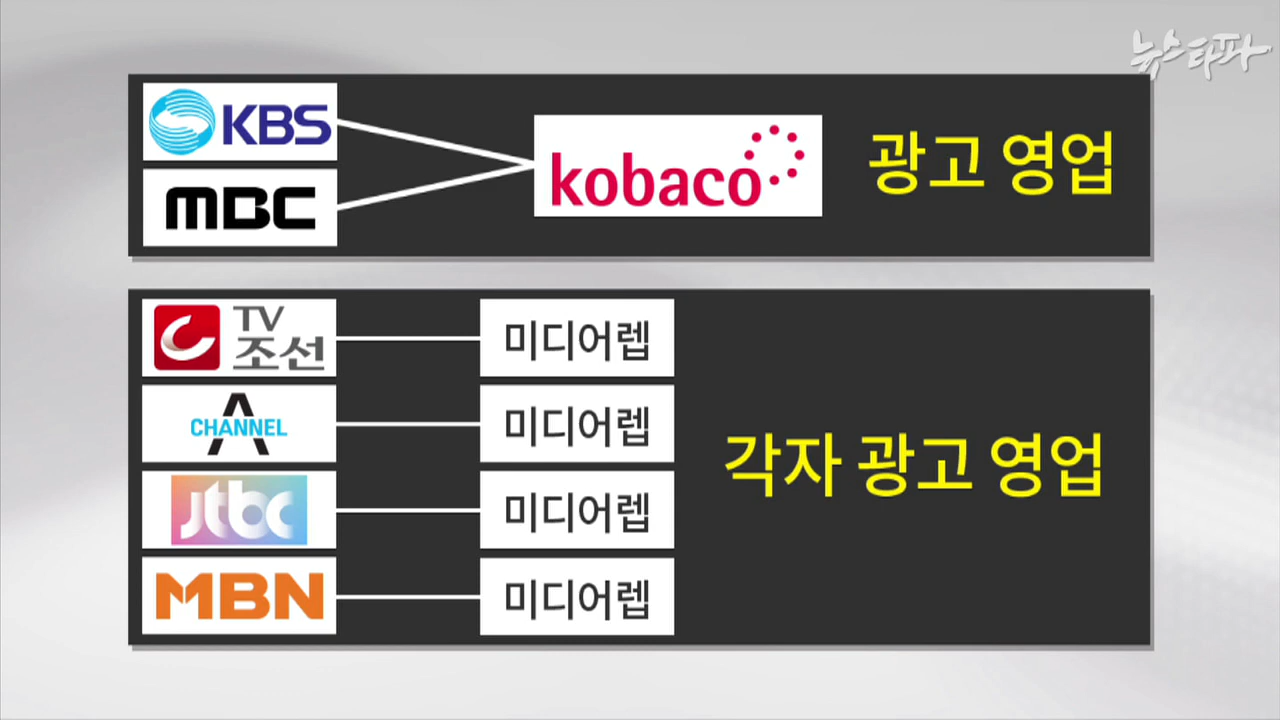 뉴스타파
KBS
MBC
kobaco
광고 영업
TV
조선
미디어렙
CHANNEL A
미디어렙
jtbc
미디어렙
MBN
미디어렙
각자 광고 영업